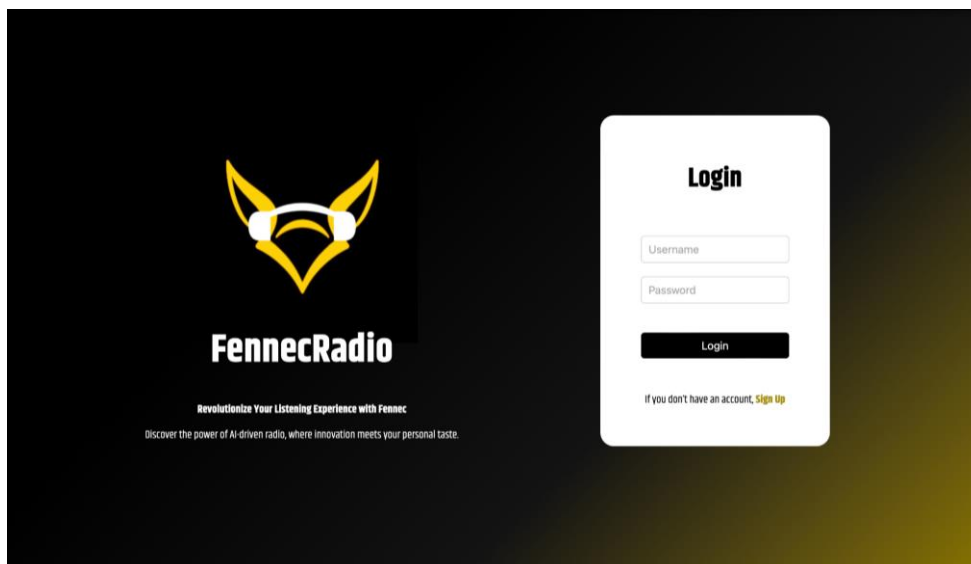 FennecRadio
Revolutionize Your Listening Experience with Fennec
Discover the power of AI-driven radio, where innovation meets your personal taste.
Login
Username
Password
Login
If you don't have an account, Sign Up